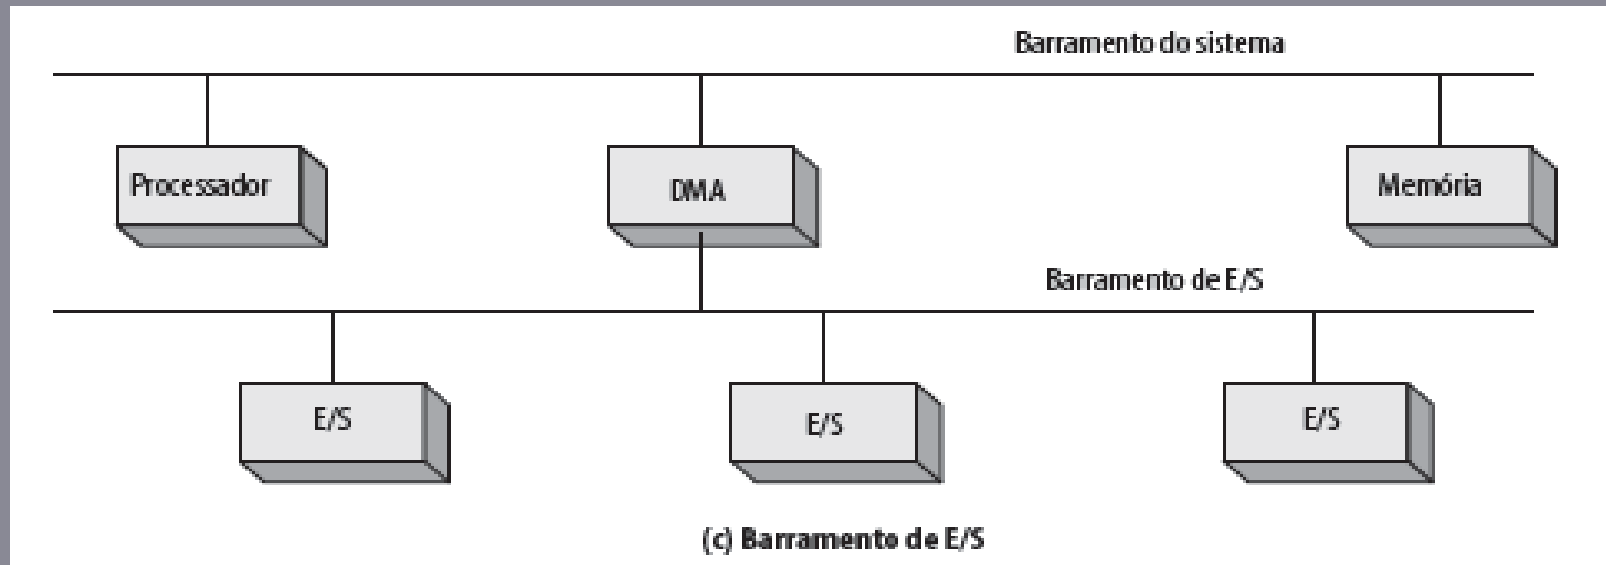 Barramento do sistema
Processador
DMA
Memória
Barramento de E/S
E/S
E/S
E/S
(c) Barramento de E/S